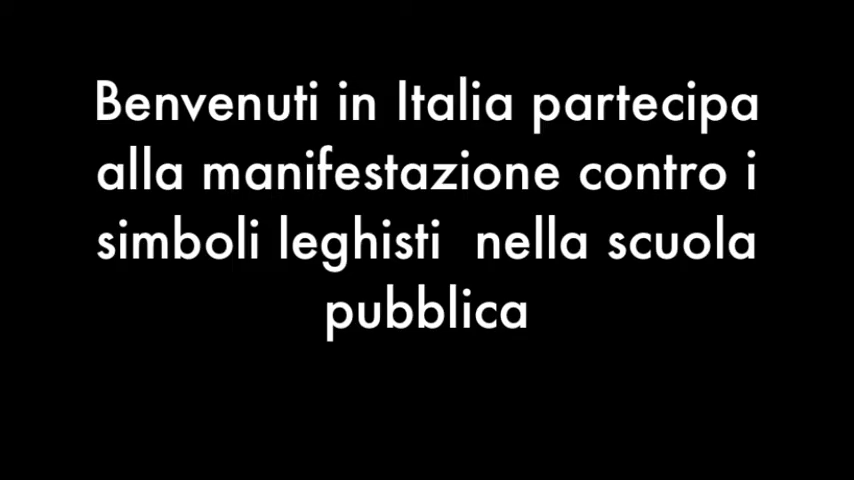 Benvenuti in Italia partecipa
alla manifestazione contro i
simboli leghisti nella scuola
pubblica